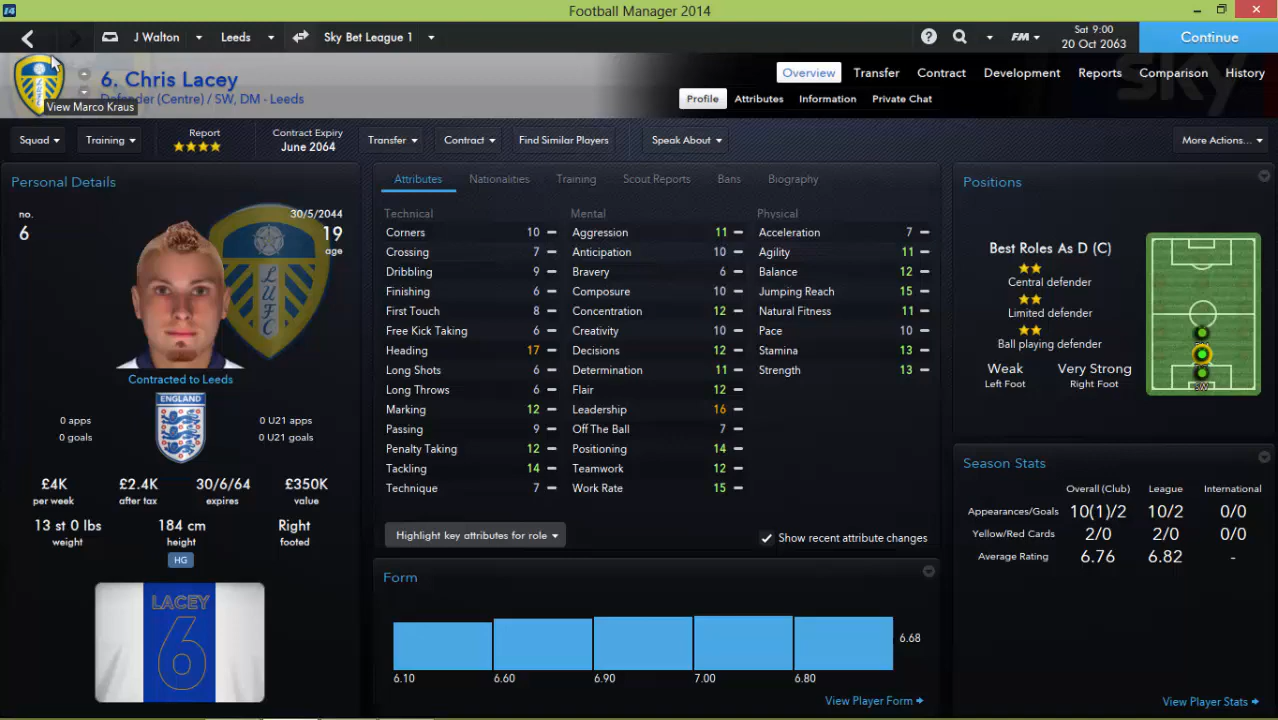 Football Manager 2014
J Walton
Leeds
Sky Bet League 1
FM
Sat 9:00
20 Oct 2063
Continue
6. Chris Lacey
Defender (Centre) / SW, DM - Leeds
View Marco Kraus
Overview Transfer Contract Development Reports Comparison History
Profile Attributes Information Private Chat
Squad
Training
Report
Contract Expiry
June 2064
Transfer
Contract
Find Similar Players
Speak About
More Actions...
Personal Details
no.
6
30/5/2044
19
age
LUFC
Contracted to Leeds
ENGLAND
0 apps
0 goals
0 U21 apps
0 U21 goals
£4K
per week
£2.4K
after tax
30/6/64
expires
£350K
value
13 st 0 lbs
weight
184 cm
height
Right
footed
HG
LACEY
6
Attributes Nationalities Training Scout Reports Bans Biography
Technical
Corners 10
Crossing 7
Dribbling 9
Finishing 6
First Touch 8
Free Kick Taking 6
Heading 17
Long Shots 6
Long Throws 6
Marking 12
Passing 9
Penalty Taking 12
Tackling 14
Technique 7
Mental
Aggression 11
Anticipation 10
Bravery 6
Composure 10
Concentration 12
Creativity 10
Decisions 12
Determination 11
Flair 12
Leadership 16
Off The Ball 7
Positioning 14
Teamwork 12
Work Rate 15
Physical
Acceleration 7
Agility 11
Balance 12
Jumping Reach 15
Natural Fitness 11
Pace 10
Stamina 13
Strength 13
Highlight key attributes for role
Show recent attribute changes
Form
6.68
6.10 6.60 6.90 7.00 6.80
View Player Form
Positions
Best Roles As D (C)
Central defender
Limited defender
Ball playing defender
Weak
Left Foot
Very Strong
Right Foot
SW
Season Stats
Overall (Club) League International
Appearances/Goals 10(1)/2 10/2 0/0
Yellow/Red Cards 2/0 2/0 0/0
Average Rating 6.76 6.82 -
View Player Stats